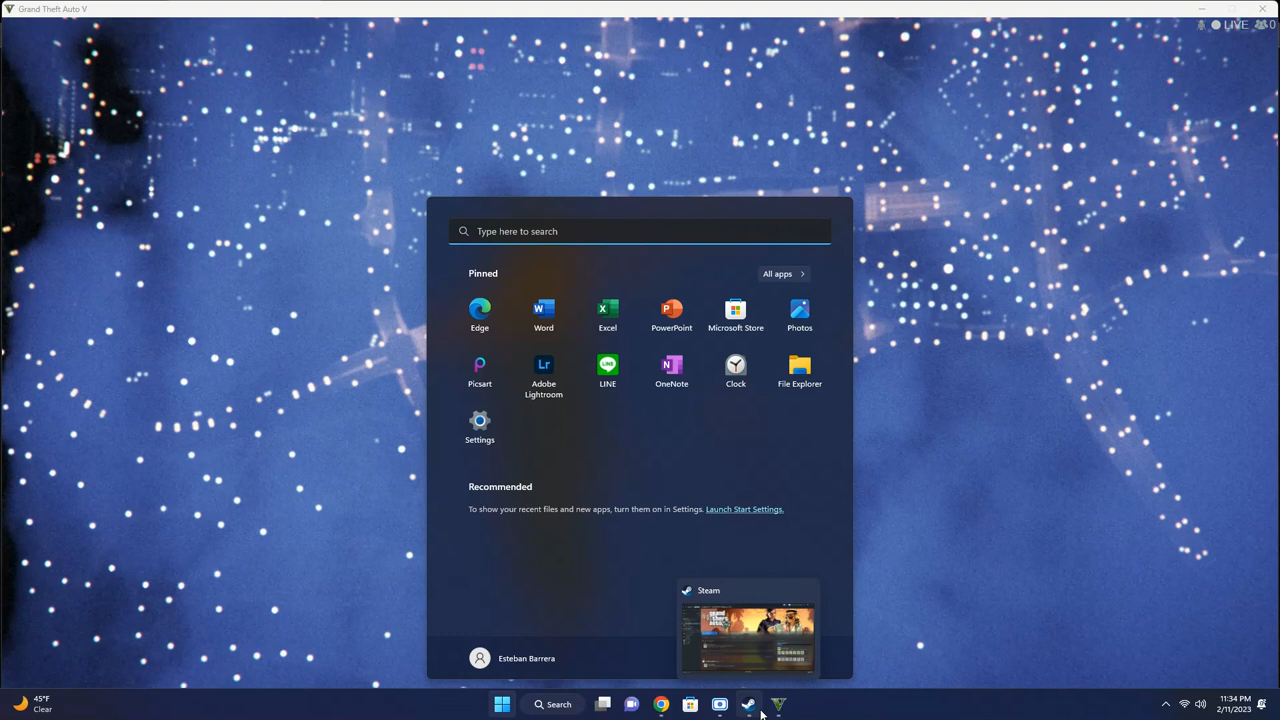 Grand Theft Auto V
LIVE 0
Type here to search
Pinned
All apps
Edge
Word
Excel
PowerPoint
Microsoft Store
Photos
Picsart
Adobe
Lightroom
LINE
OneNote
Clock
File Explorer
Settings
Recommended
To show your recent files and new apps, turn them on in Settings. Launch Start Settings.
Steam
Esteban Barrera
45°F
Clear
Search
11:34 PM
2/11/2023